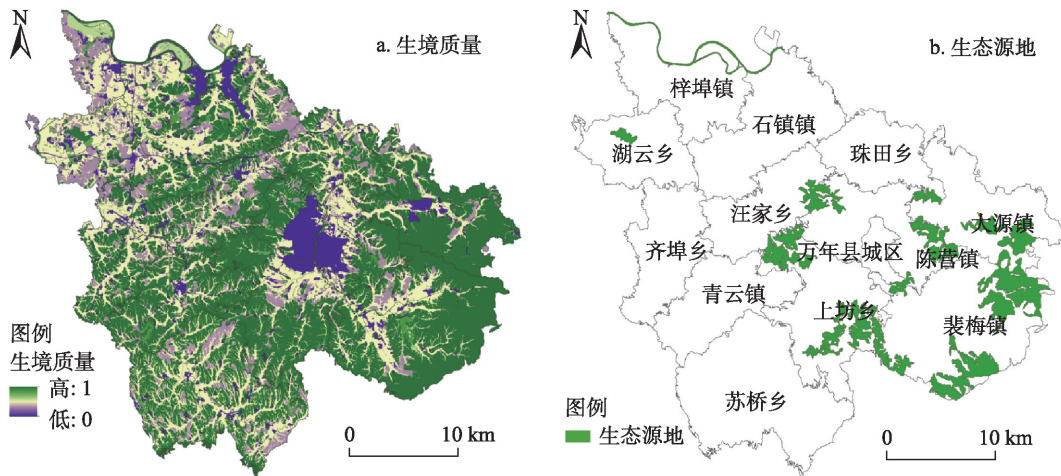 N
a. 生境质量
图例
生境质量
高: 1
低: 0
0 10 km
N
b. 生态源地
梓埠镇
石镇镇
湖云乡
珠田乡
汪家乡
大源镇
齐埠乡
万年县城区
陈营镇
青云镇
上坊乡
裴梅镇
苏桥乡
图例
生态源地
0 10 km